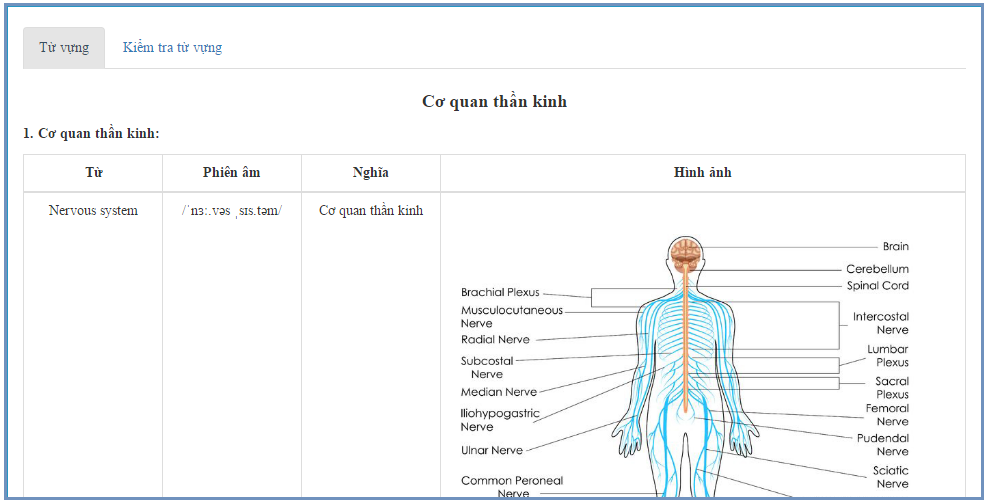 Từ vựng
Kiểm tra từ vựng
Cơ quan thần kinh
1. Cơ quan thần kinh:
Từ
Phiên âm
Nghĩa
Hình ảnh
Nervous system
/ˈnɜː.vəs ˌsɪs.təm/
Cơ quan thần kinh
Brachial Plexus
Musculocutaneous
Nerve
Radial Nerve
Subcostal
Nerve
Median Nerve
Iliohypogastric
Nerve
Ulnar Nerve
Common Peroneal
Nerve
Brain
Cerebellum
Spinal Cord
Intercostal
Nerve
Lumbar
Plexus
Sacral
Plexus
Femoral
Nerve
Pudendal
Nerve
Sciatic
Nerve